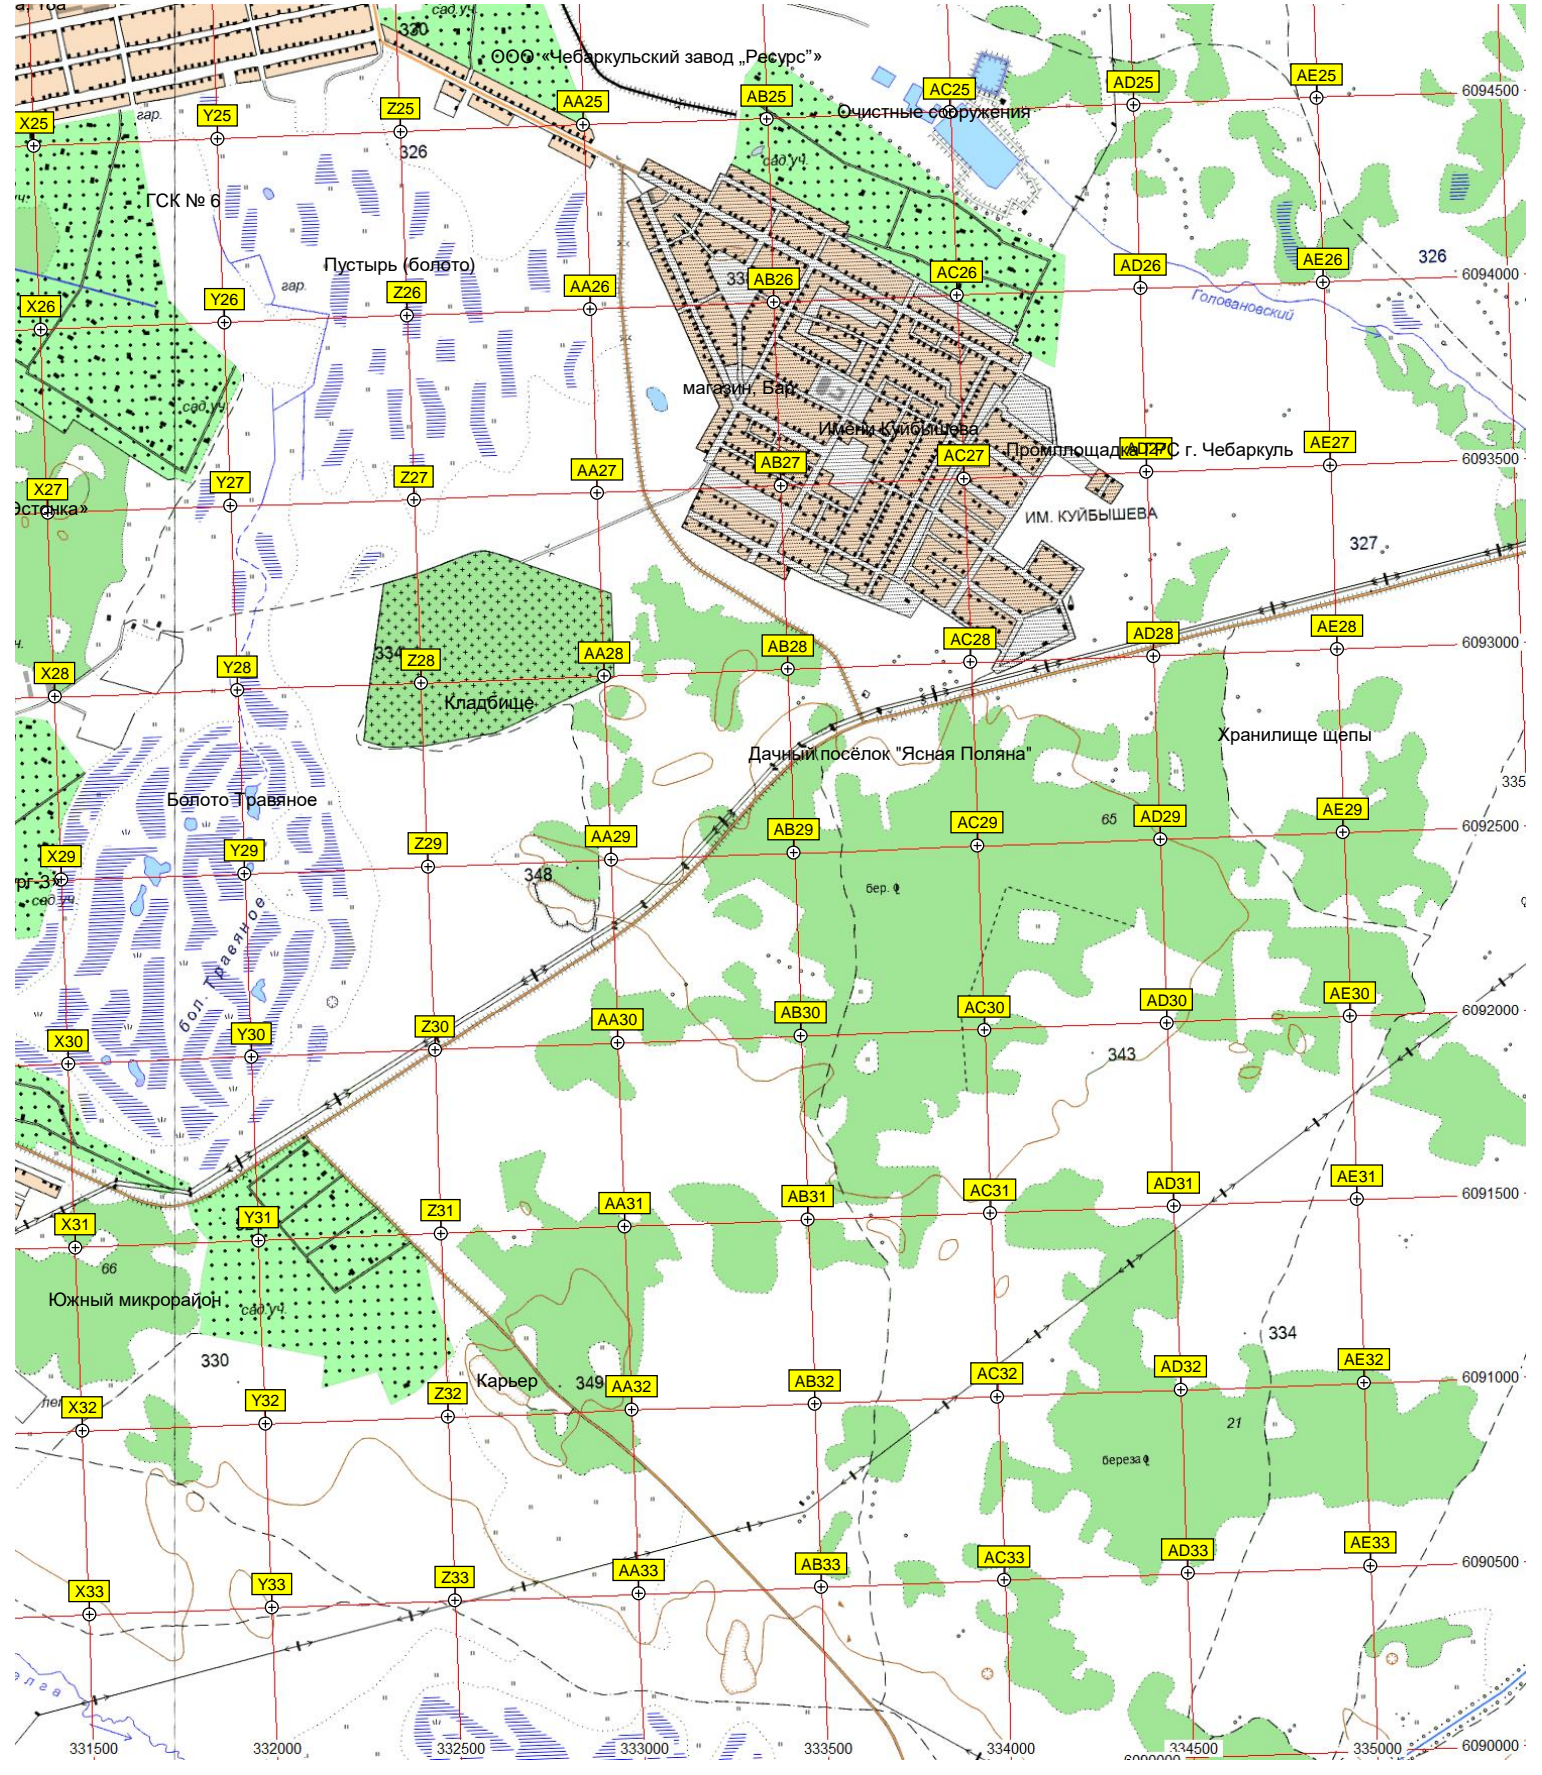 сад.уч.
330
ООО «Чебаркульский завод „Ресурс”»
AE25
AD25
6094500
AC25
AB25
AA25
Очистные сооружения
гар.
Y25
Z25
X25
326
сад.уч.
ГСК № 6
Пустырь (болото)
326
AE26
AD26
6094000
AC26
AB26
гар.
Z26
AA26
Y26
X26
Головановский
магазин, Бар
сад.уч.
Имени Куйбышева
Промплощадка ГРС г. Чебаркуль
AD27
AE27
6093500
AC27
AB27
AA27
Z27
Y27
X27
ИМ. КУЙБЫШЕВА
327
AE28
AD28
6093000
AC28
AB28
AA28
334
Z28
Y28
X28
Кладбище
Хранилище щепы
Дачный посёлок "Ясная Поляна"
335
Болото Травяное
65
AE29
AD29
6092500
AC29
AB29
AA29
Z29
Y29
X29
348
бер.
сад.уч.
бол. Травяное
AE30
AD30
6092000
AC30
AB30
AA30
Z30
Y30
X30
343
AE31
AD31
6091500
AC31
AB31
AA31
Z31
Y31
X31
66
Южный микрорайон
сад.уч.
334
330
Карьер
349
AE32
AD32
6091000
AC32
AB32
AA32
Z32
Y32
X32
21
береза
AE33
AD33
6090500
AC33
AB33
AA33
Z33
Y33
X33
331500
332000
332500
333000
333500
334000
334500
335000
6090000